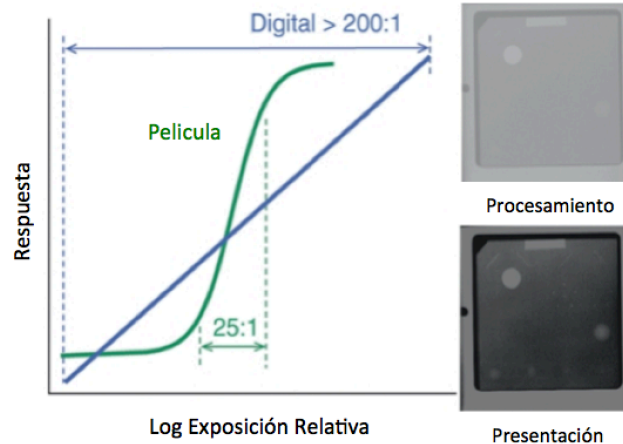 Digital > 200:1
Pelicula
Respuesta
25:1
Log Exposición Relativa
Procesamiento
Presentación